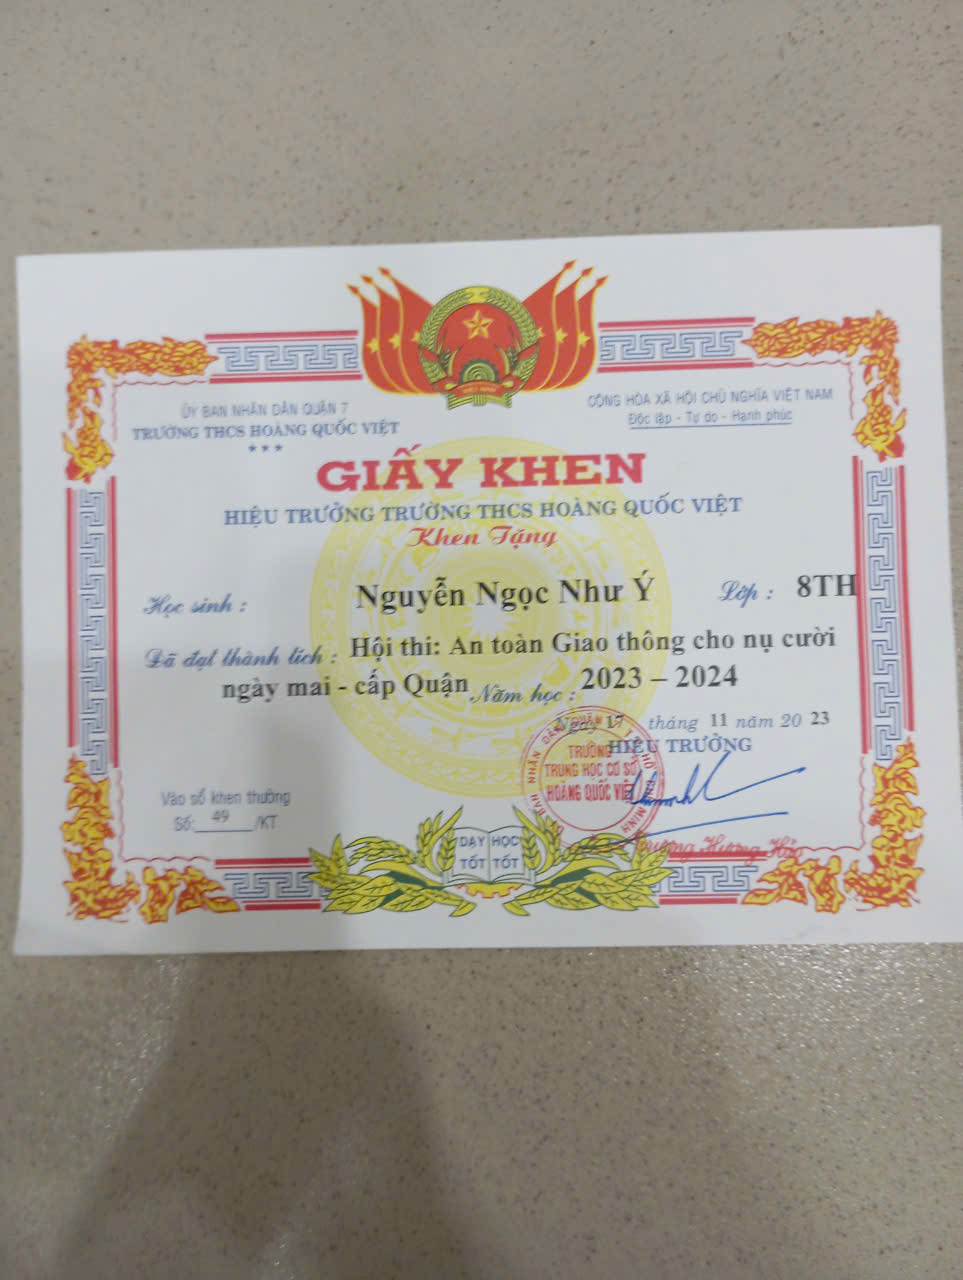 ỦY BAN NHÂN DÂN QUẬN 7
TRƯỜNG THCS HOÀNG QUỐC VIỆT
★★★
CỘNG HÒA XÃ HỘI CHỦ NGHĨA VIỆT NAM
Độc lập - Tự do - Hạnh phúc
GIẤY KHEN
HIỆU TRƯỞNG TRƯỜNG THCS HOÀNG QUỐC VIỆT
Khen Tặng
Học sinh : Nguyễn Ngọc Như Ý Lớp : 8TH
Đã đạt thành tích : Hội thi: An toàn Giao thông cho nụ cười
ngày mai - cấp Quận Năm học : 2023 – 2024
Ngày 17 tháng 11 năm 20 23
HIỆU TRƯỞNG
TRƯỜNG
TRUNG HỌC CƠ SỞ
HOÀNG QUỐC VIỆT
Vào sổ khen thưởng
Số: 49 /KT
DẠY HỌC
TỐT TỐT